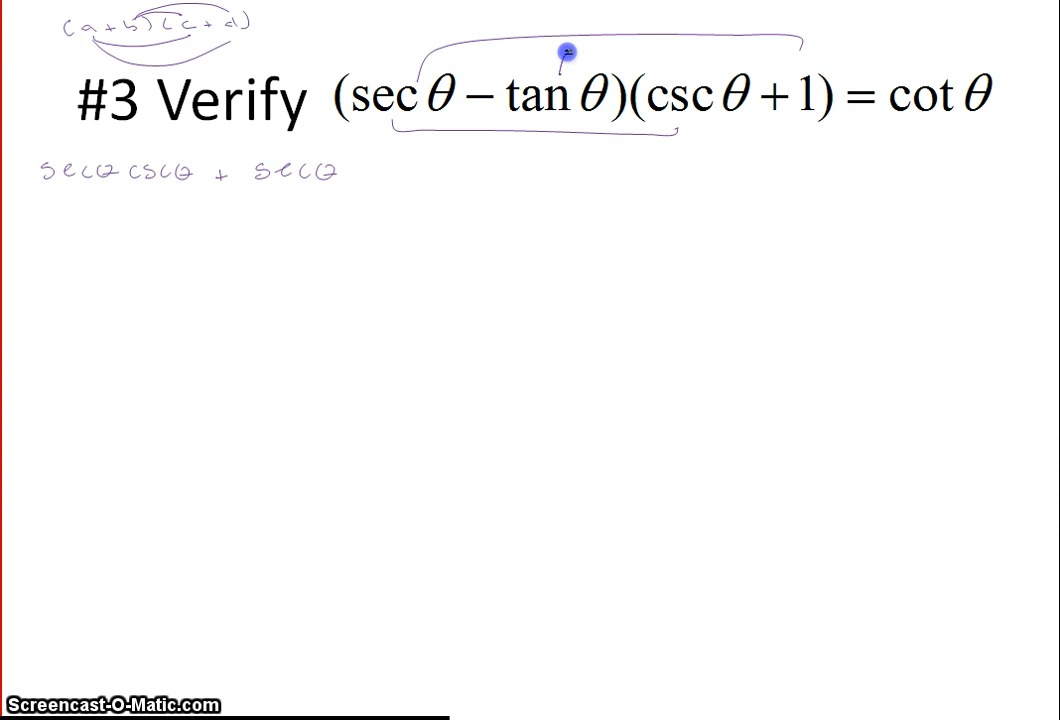 (a + b)(c + d)
#3 Verify (sec θ − tan θ)(csc θ + 1) = cot θ
secθ cscθ + secθ
Screencast-O-Matic.com